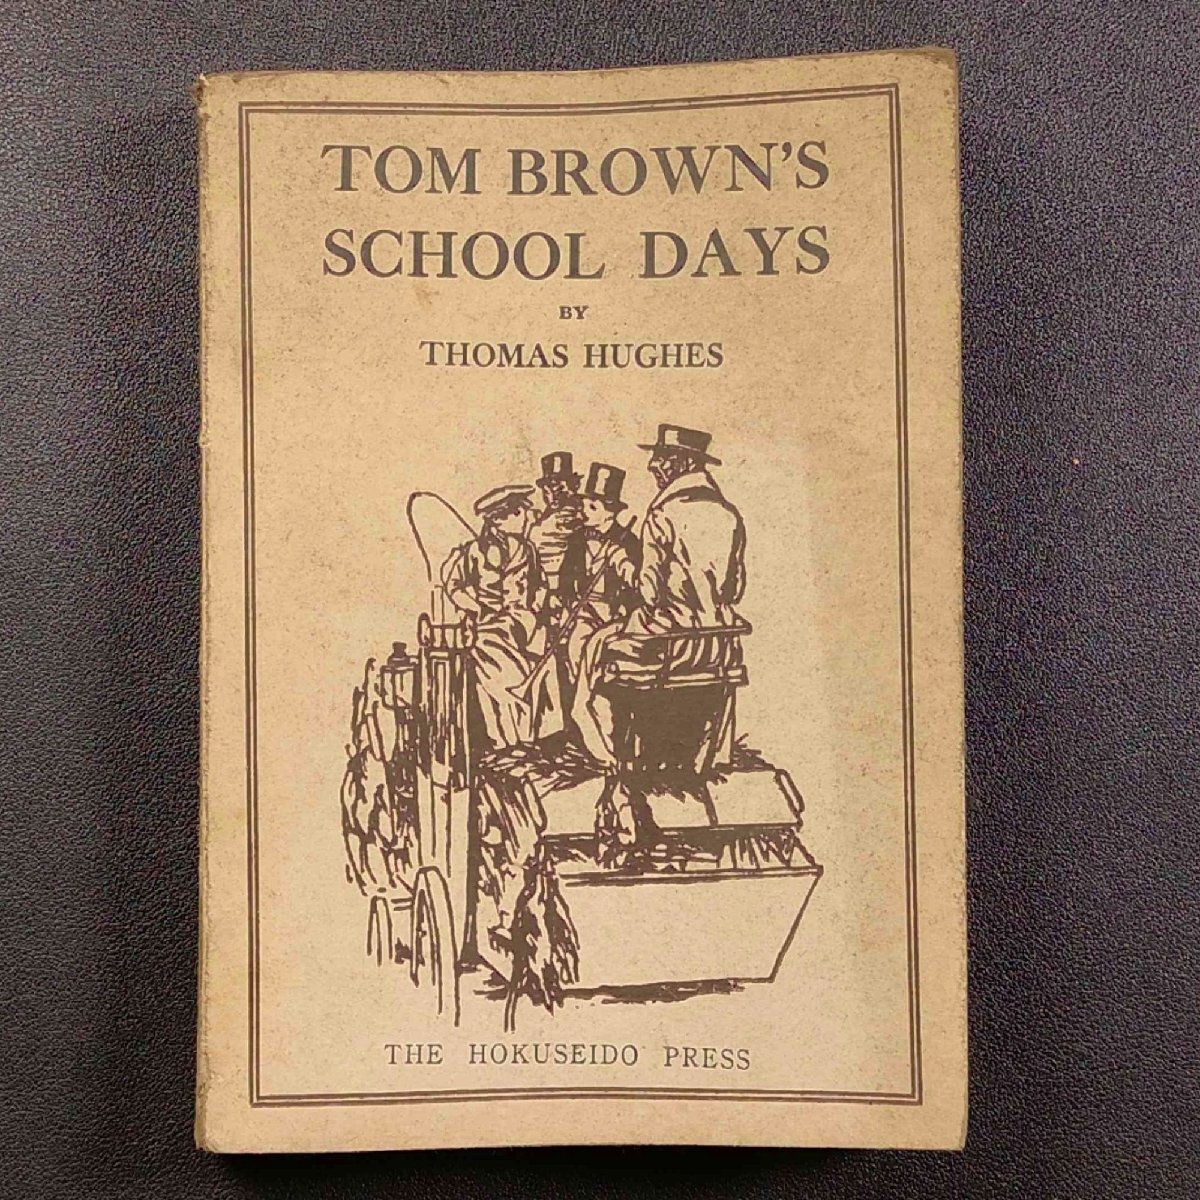 TOM BROWN'S
SCHOOL DAYS
BY
THOMAS HUGHES
THE HOKUSEIDO PRESS